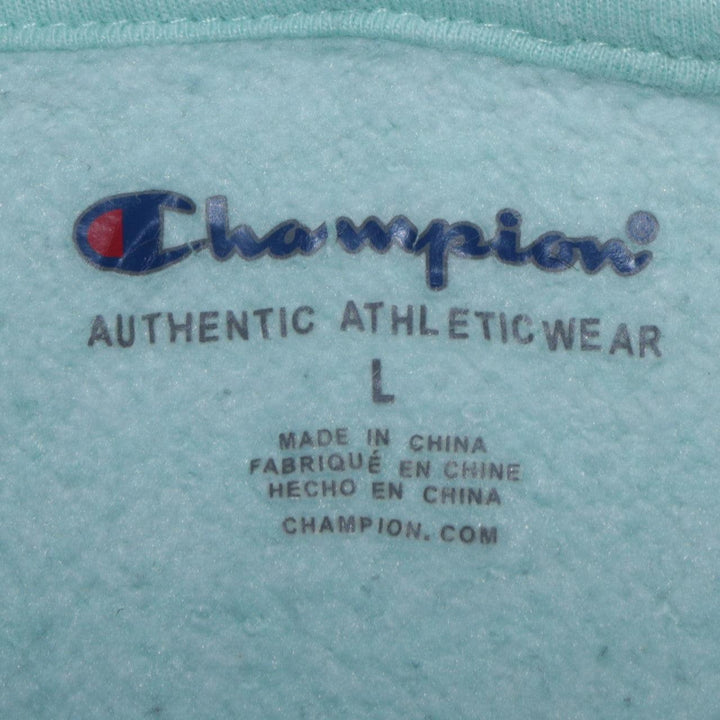 Champion®
AUTHENTIC ATHLETICWEAR
L
MADE IN CHINA
FABRIQUÉ EN CHINE
HECHO EN CHINA
CHAMPION.COM